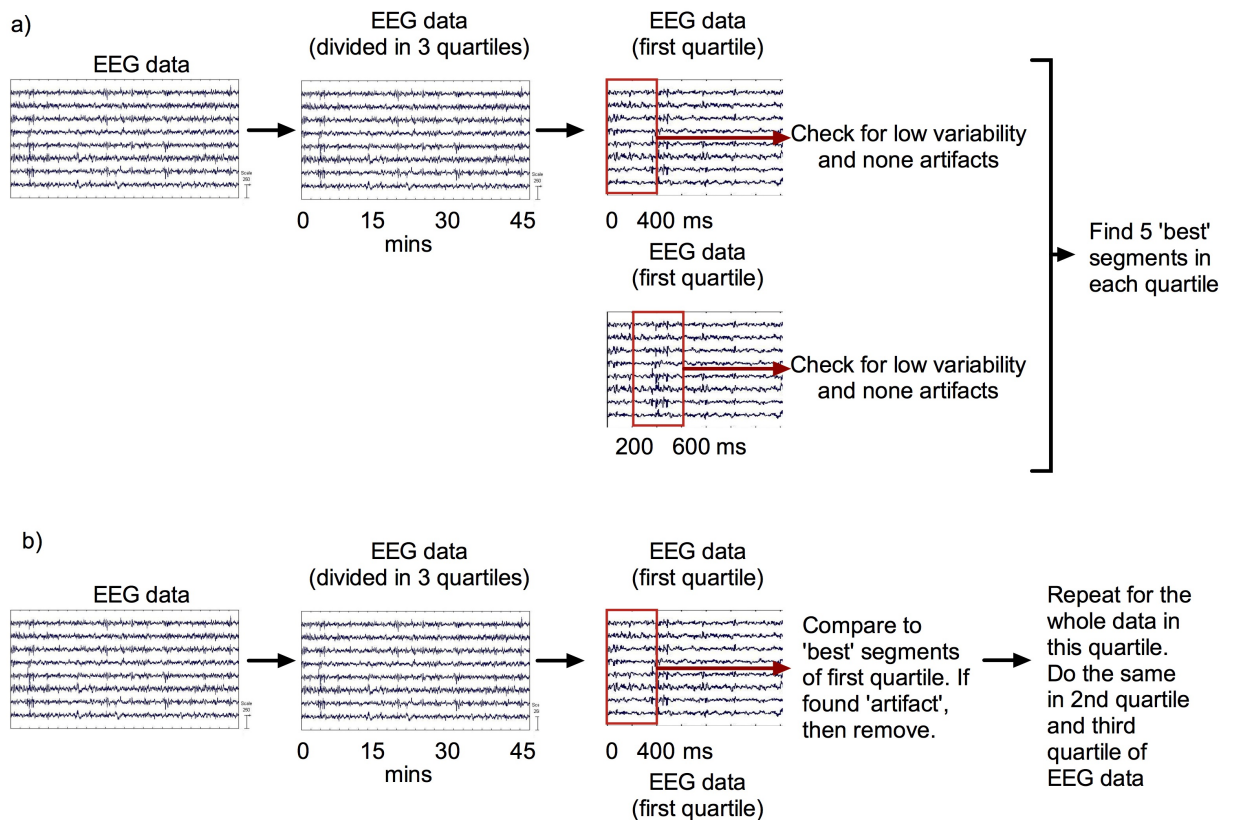 a)
EEG data
EEG data
(divided in 3 quartiles)
EEG data
(first quartile)
Scale
250
0 15 30 45
mins
0 400 ms
Check for low variability
and none artifacts
EEG data
(first quartile)
200 600 ms
Check for low variability
and none artifacts
Find 5 'best'
segments in
each quartile
b)
EEG data
EEG data
(divided in 3 quartiles)
EEG data
(first quartile)
Scale
250
0 15 30 45
mins
0 400 ms
EEG data
(first quartile)
Compare to
'best' segments
of first quartile. If
found 'artifact',
then remove.
Repeat for the
whole data in
this quartile.
Do the same
in 2nd quartile
and third
quartile of
EEG data